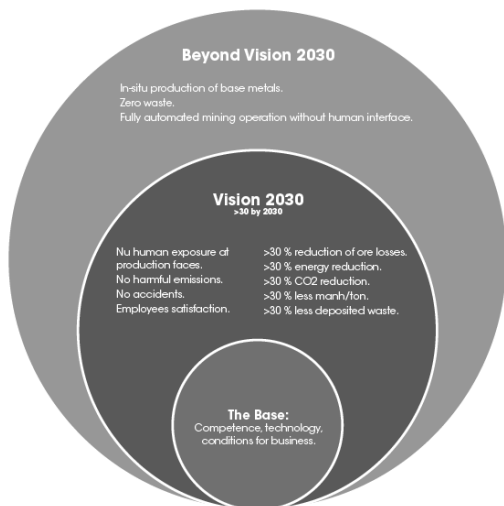 Beyond Vision 2030
In-situ production of base metals.
Zero waste.
Fully automated mining operation without human interface.
Vision 2030
>30 by 2030
Nu human exposure at
production faces.
No harmful emissions.
No accidents.
Employees satisfaction.
>30 % reduction of ore losses.
>30 % energy reduction.
>30 % CO2 reduction.
>30 % less manh/ton.
>30 % less deposited waste.
The Base:
Competence, technology,
conditions for business.